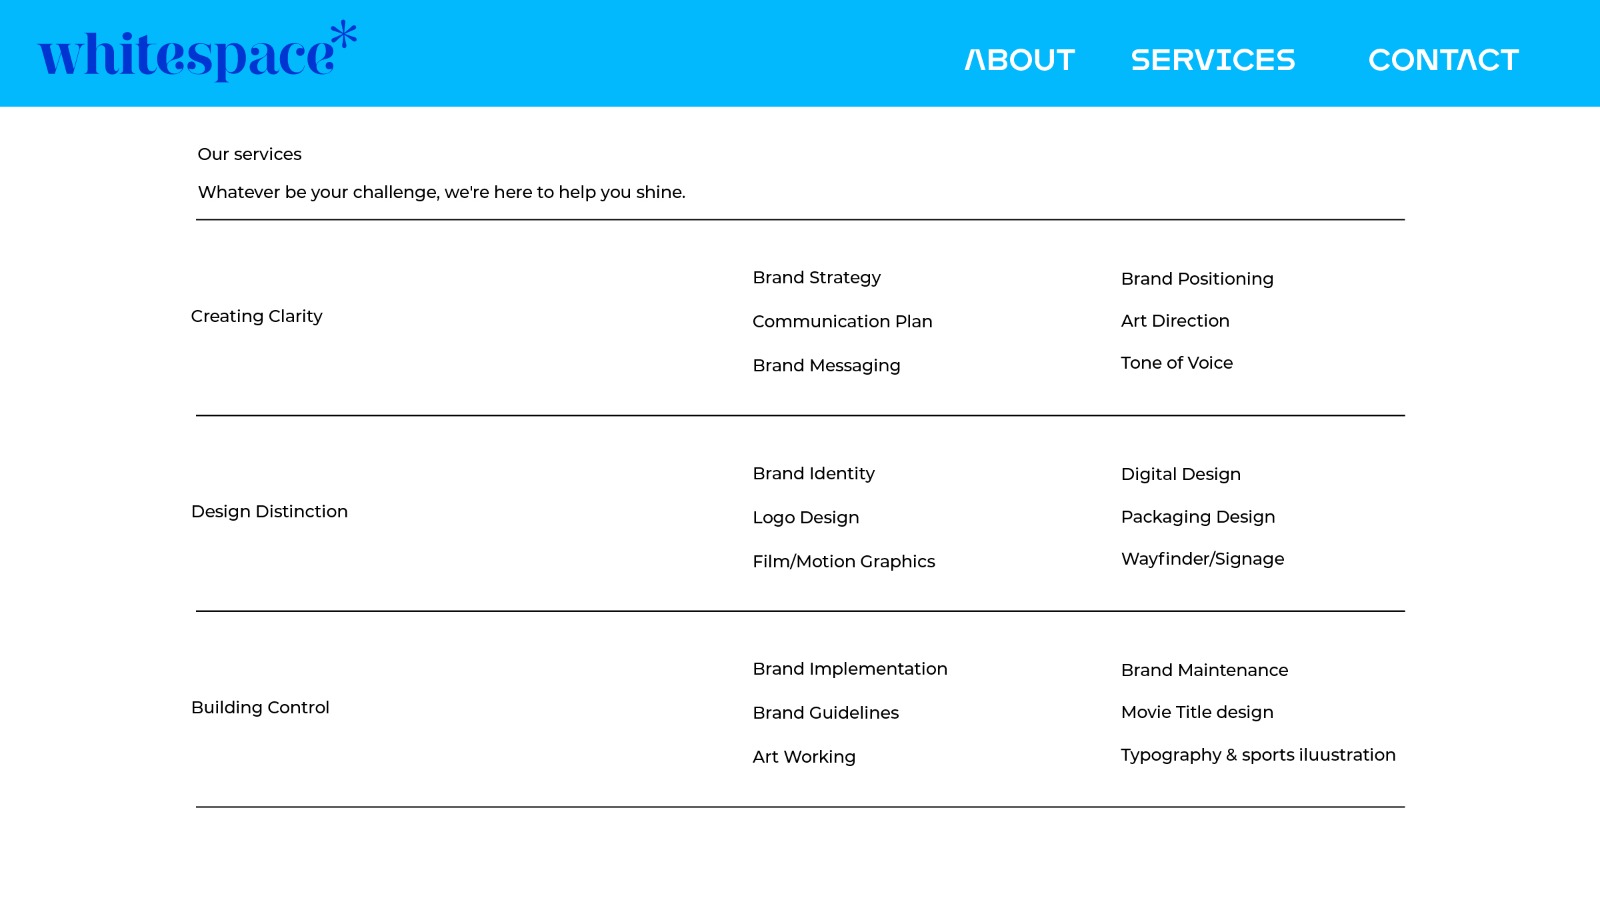 whitespace*
ABOUT SERVICES CONTACT
Our services
Whatever be your challenge, we're here to help you shine.
Creating Clarity
Brand Strategy
Communication Plan
Brand Messaging
Brand Positioning
Art Direction
Tone of Voice
Design Distinction
Brand Identity
Logo Design
Film/Motion Graphics
Digital Design
Packaging Design
Wayfinder/Signage
Building Control
Brand Implementation
Brand Guidelines
Art Working
Brand Maintenance
Movie Title design
Typography & sports iluustration